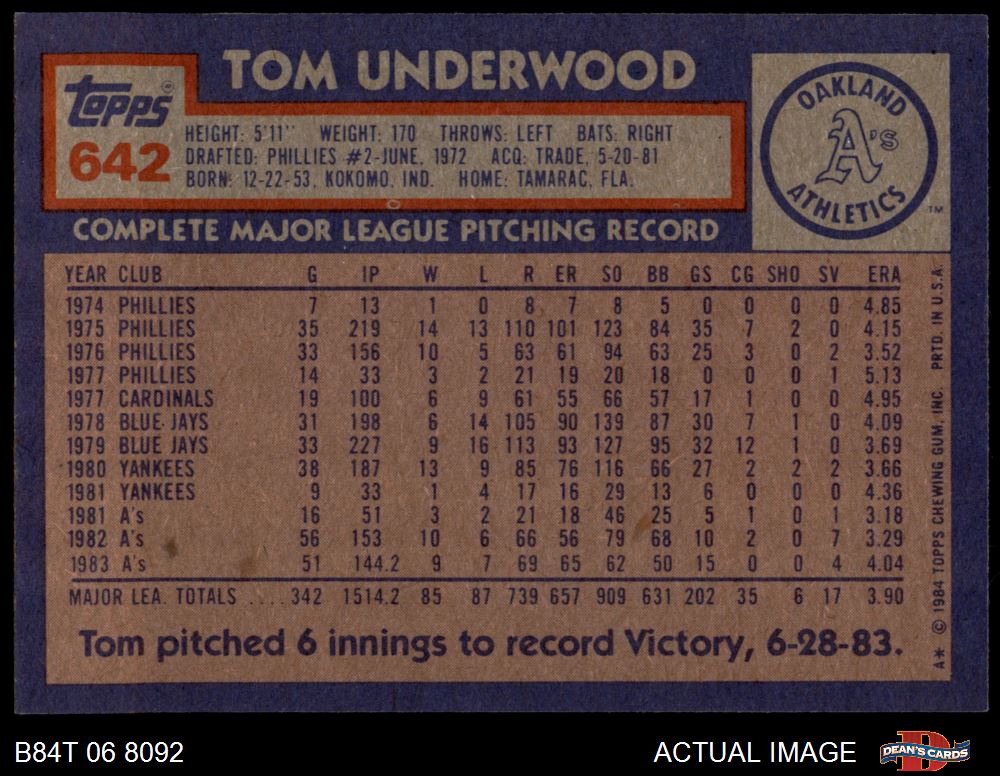 TOM UNDERWOOD
Topps
642
HEIGHT: 5'11" WEIGHT: 170 THROWS: LEFT BATS: RIGHT
DRAFTED: PHILLIES #2-JUNE, 1972 ACQ: TRADE, 5-20-81
BORN: 12-22-53, KOKOMO, IND. HOME: TAMARAC, FLA.
OAKLAND
A's
ATHLETICS
TM
COMPLETE MAJOR LEAGUE PITCHING RECORD
YEAR CLUB G IP W L R ER SO BB GS CG SHO SV ERA
1974 PHILLIES 7 13 1 0 8 7 8 5 0 0 0 0 4.85
1975 PHILLIES 35 219 14 13 110 101 123 84 35 7 2 0 4.15
1976 PHILLIES 33 156 10 5 63 61 94 63 25 3 0 2 3.52
1977 PHILLIES 14 33 3 2 21 19 20 18 0 0 0 1 5.13
1977 CARDINALS 19 100 6 9 61 55 66 57 17 1 0 0 4.95
1978 BLUE JAYS 31 198 6 14 105 90 139 87 30 7 1 0 4.09
1979 BLUE JAYS 33 227 9 16 113 93 127 95 32 12 1 0 3.69
1980 YANKEES 38 187 13 9 85 76 116 66 27 2 2 2 3.66
1981 YANKEES 9 33 1 4 17 16 29 13 6 0 0 0 4.36
1981 A's 16 51 3 2 21 18 46 25 5 1 0 1 3.18
1982 A's 56 153 10 6 66 56 79 68 10 2 0 7 3.29
1983 A's 51 144.2 9 7 69 65 62 50 15 0 0 4 4.04
MAJOR LEA. TOTALS .... 342 1514.2 85 87 739 657 909 631 202 35 6 17 3.90
Tom pitched 6 innings to record Victory, 6-28-83.
A* © 1984 TOPPS CHEWING GUM, INC. PRTD. IN U.S.A.
B84T 06 8092
ACTUAL IMAGE
DEAN'S CARDS